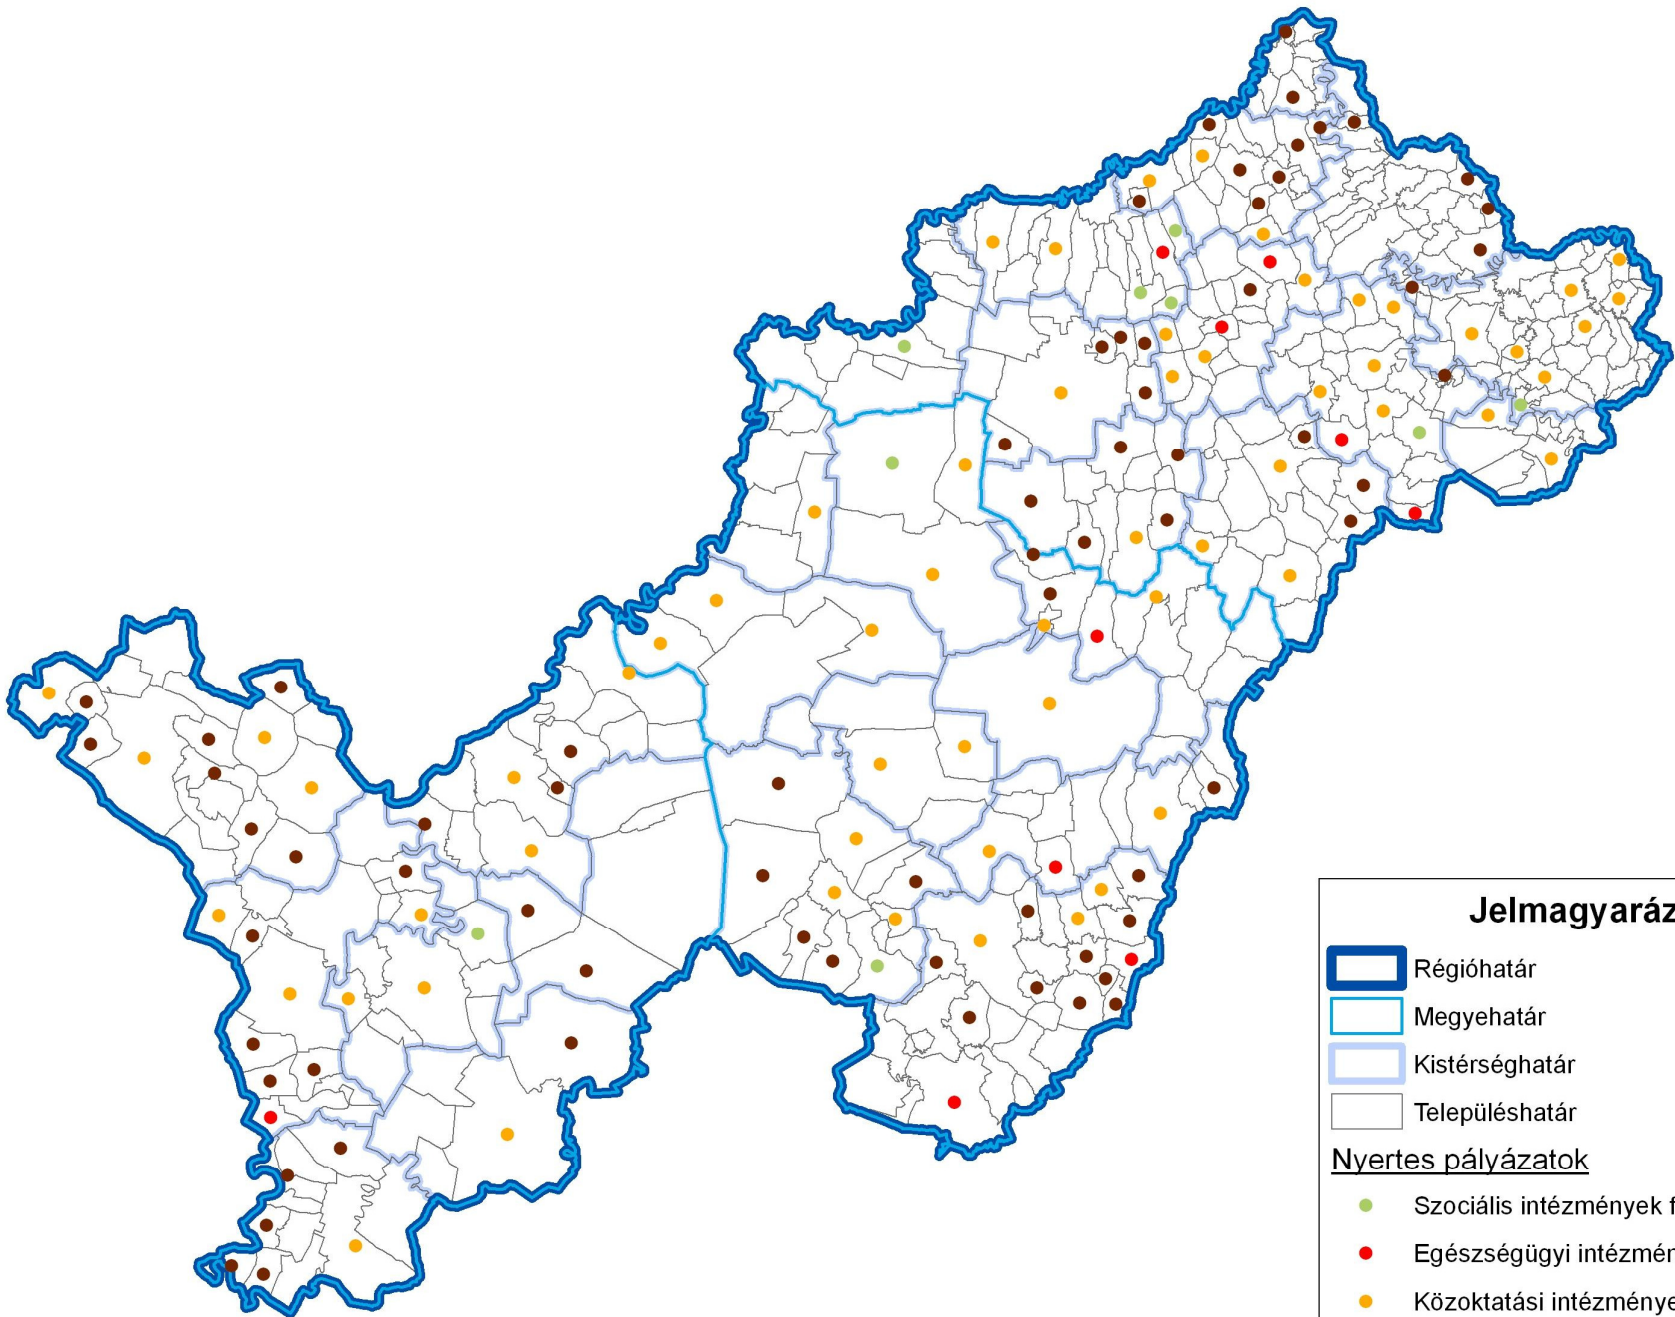 Jelmagyaráz
Régióhatár
Megyehatár
Kistérséghatár
Településhatár
Nyertes pályázatok
Szociális intézmények f
Egészségügyi intézmén
Közoktatási intézménye